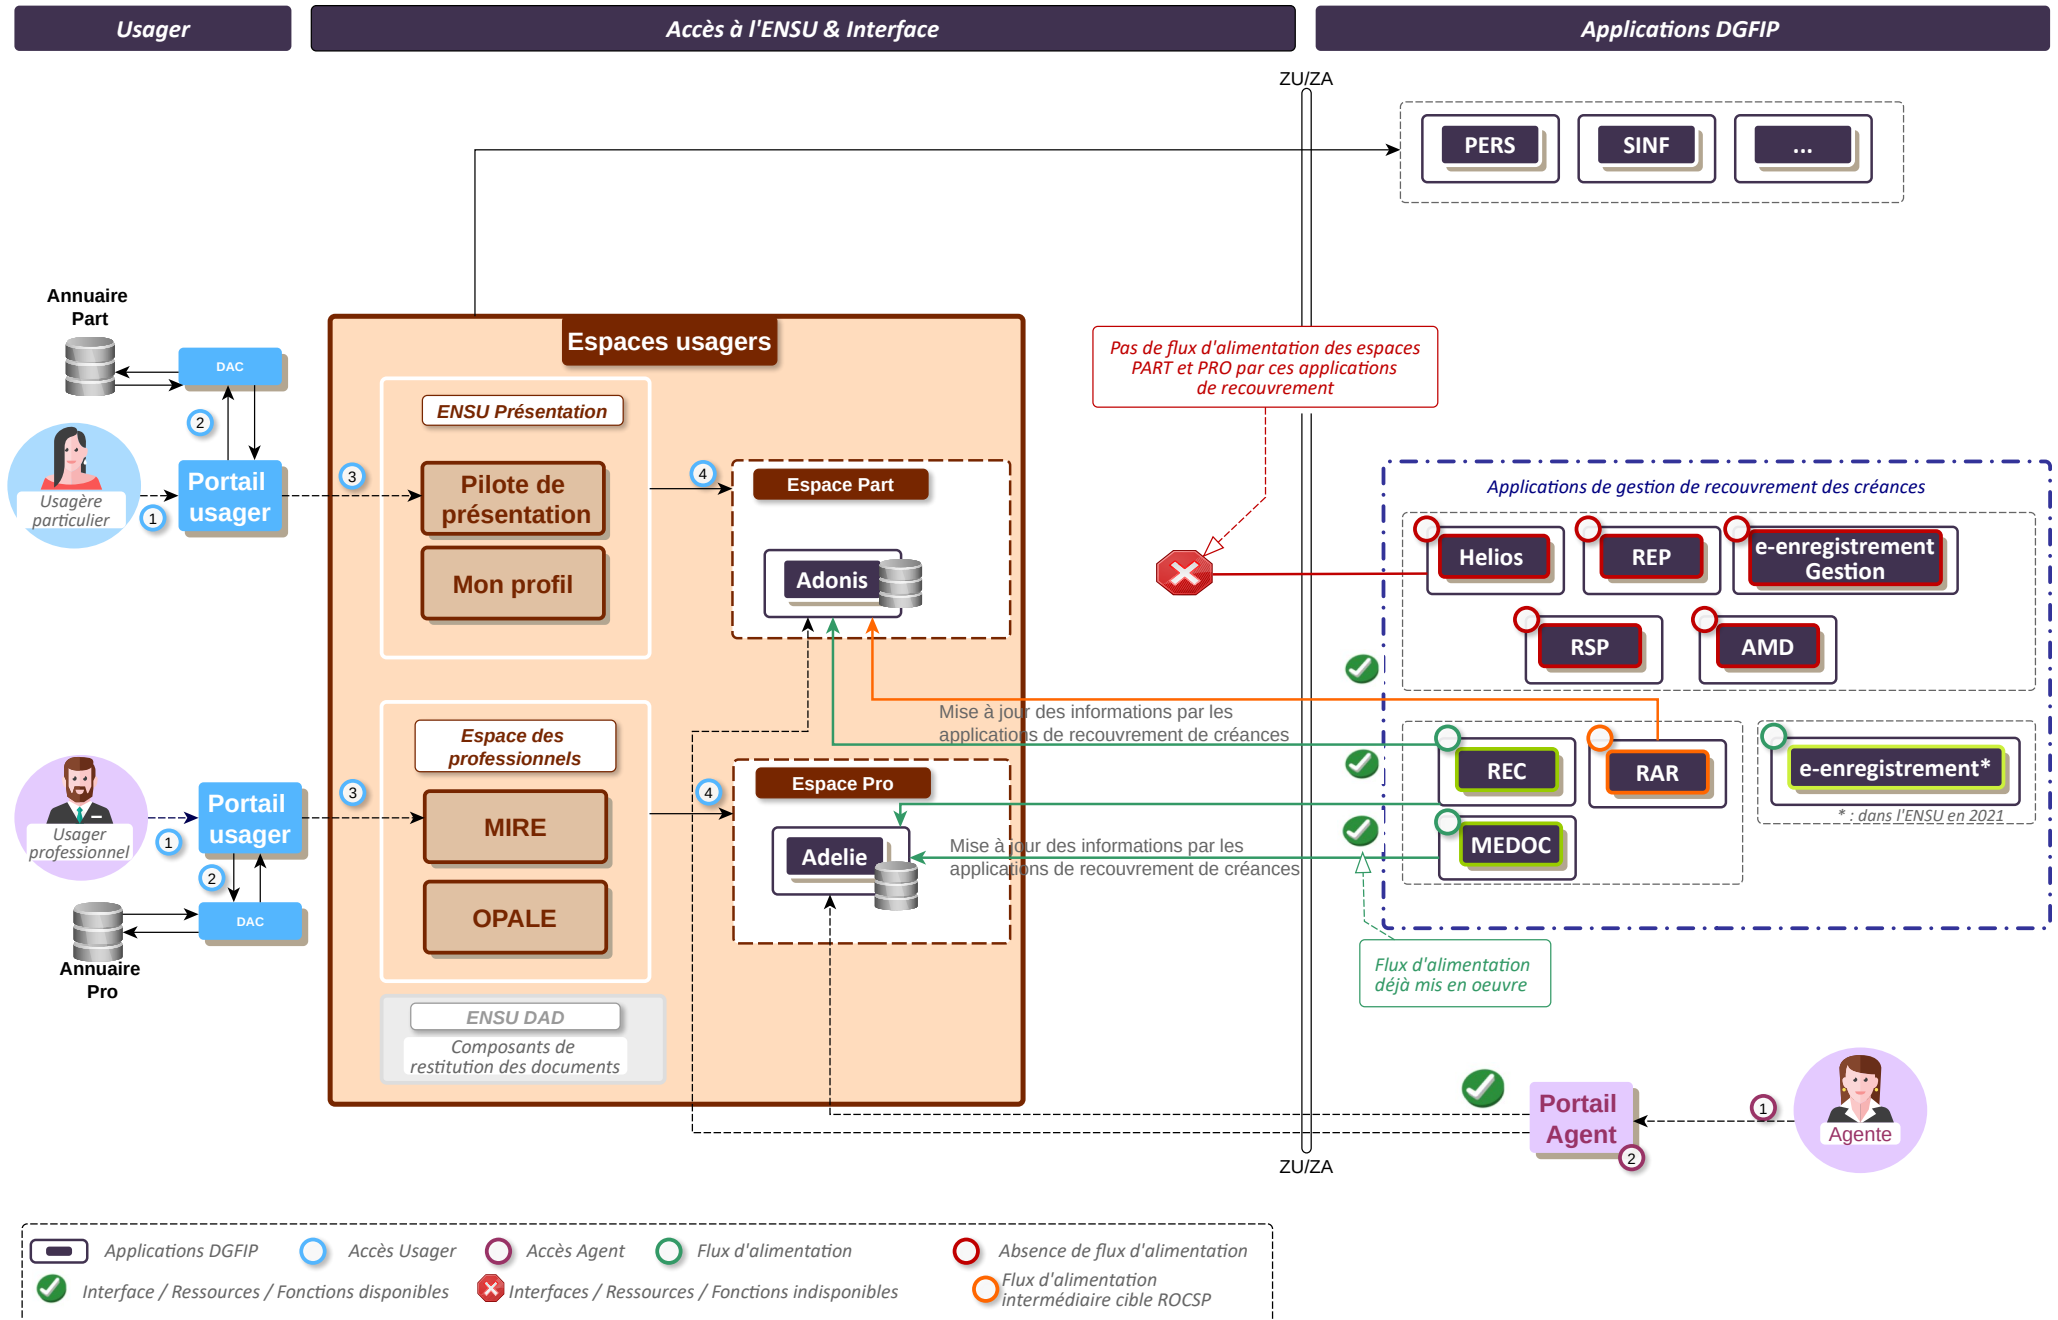 Usager
Accès à l'ENSU & Interface
Applications DGFIP
ZU/ZA
PERS
SINF
...
Annuaire
Part
DAC
2
Usagère
particulier
1
Portail
usager
3
Espaces usagers
ENSU Présentation
Pilote de
présentation
Mon profil
4
Espace Part
Adonis
Pas de flux d'alimentation des espaces
PART et PRO par ces applications
de recouvrement
Applications de gestion de recouvrement des créances
Helios
REP
e-enregistrement
Gestion
RSP
AMD
Mise à jour des informations par les
applications de recouvrement de créances
REC
RAR
e-enregistrement*
* : dans l'ENSU en 2021
MEDOC
Usager
professionnel
1
Portail
usager
2
DAC
Annuaire
Pro
3
Espace des
professionnels
MIRE
OPALE
4
Espace Pro
Adelie
Mise à jour des informations par les
applications de recouvrement de créances
Flux d'alimentation
déjà mis en oeuvre
ENSU DAD
Composants de
restitution des documents
Portail
Agent
2
1
Agente
ZU/ZA
Applications DGFIP
Accès Usager
Accès Agent
Flux d'alimentation
Absence de flux d'alimentation
Interface / Ressources / Fonctions disponibles
Interfaces / Ressources / Fonctions indisponibles
Flux d'alimentation
intermédiaire cible ROCSP